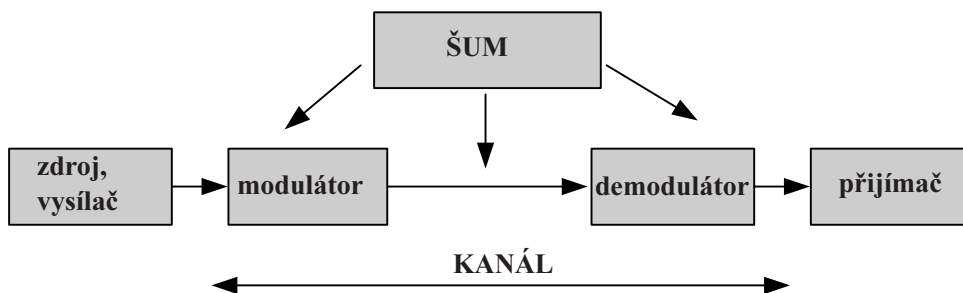 ŠUM
zdroj,
vysílač
modulátor
demodulátor
přijímač
KANÁL